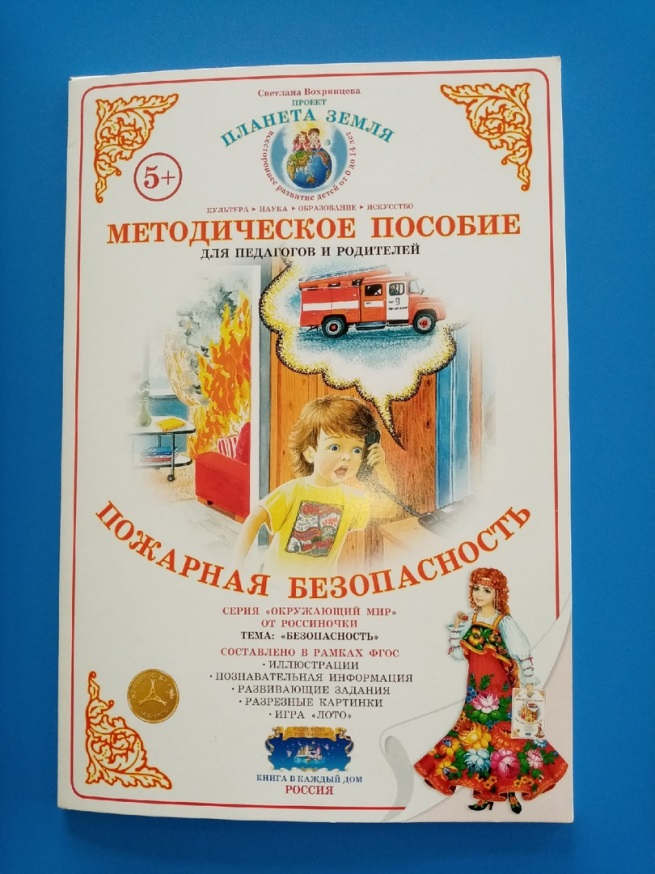 Светлана Вохринцева
ПРОЕКТ
ПЛАНЕТА ЗЕМЛЯ
всестороннее развитие детей от 0 до 14 лет
5+
КУЛЬТУРА ▸ НАУКА ▸ ОБРАЗОВАНИЕ ▸ ИСКУССТВО
МЕТОДИЧЕСКОЕ ПОСОБИЕ
ДЛЯ ПЕДАГОГОВ И РОДИТЕЛЕЙ
ПОЖАРНАЯ БЕЗОПАСНОСТЬ
СЕРИЯ «ОКРУЖАЮЩИЙ МИР»
ОТ РОССИНОЧКИ
ТЕМА: «БЕЗОПАСНОСТЬ»
СОСТАВЛЕНО В РАМКАХ ФГОС
· ИЛЛЮСТРАЦИИ
· ПОЗНАВАТЕЛЬНАЯ ИНФОРМАЦИЯ
· РАЗВИВАЮЩИЕ ЗАДАНИЯ
· РАЗРЕЗНЫЕ КАРТИНКИ
· ИГРА «ЛОТО»
КНИГА В КАЖДЫЙ ДОМ
РОССИЯ